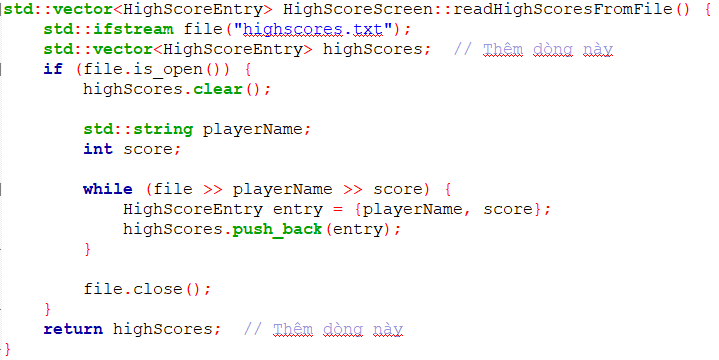 std::vector<HighScoreEntry> HighScoreScreen::readHighScoresFromFile() {
    std::ifstream file("highscores.txt");
    std::vector<HighScoreEntry> highScores;  // Thêm dòng này
    if (file.is_open()) {
        highScores.clear();

        std::string playerName;
        int score;

        while (file >> playerName >> score) {
            HighScoreEntry entry = {playerName, score};
            highScores.push_back(entry);
        }

        file.close();
    }
    return highScores;  // Thêm dòng này
}